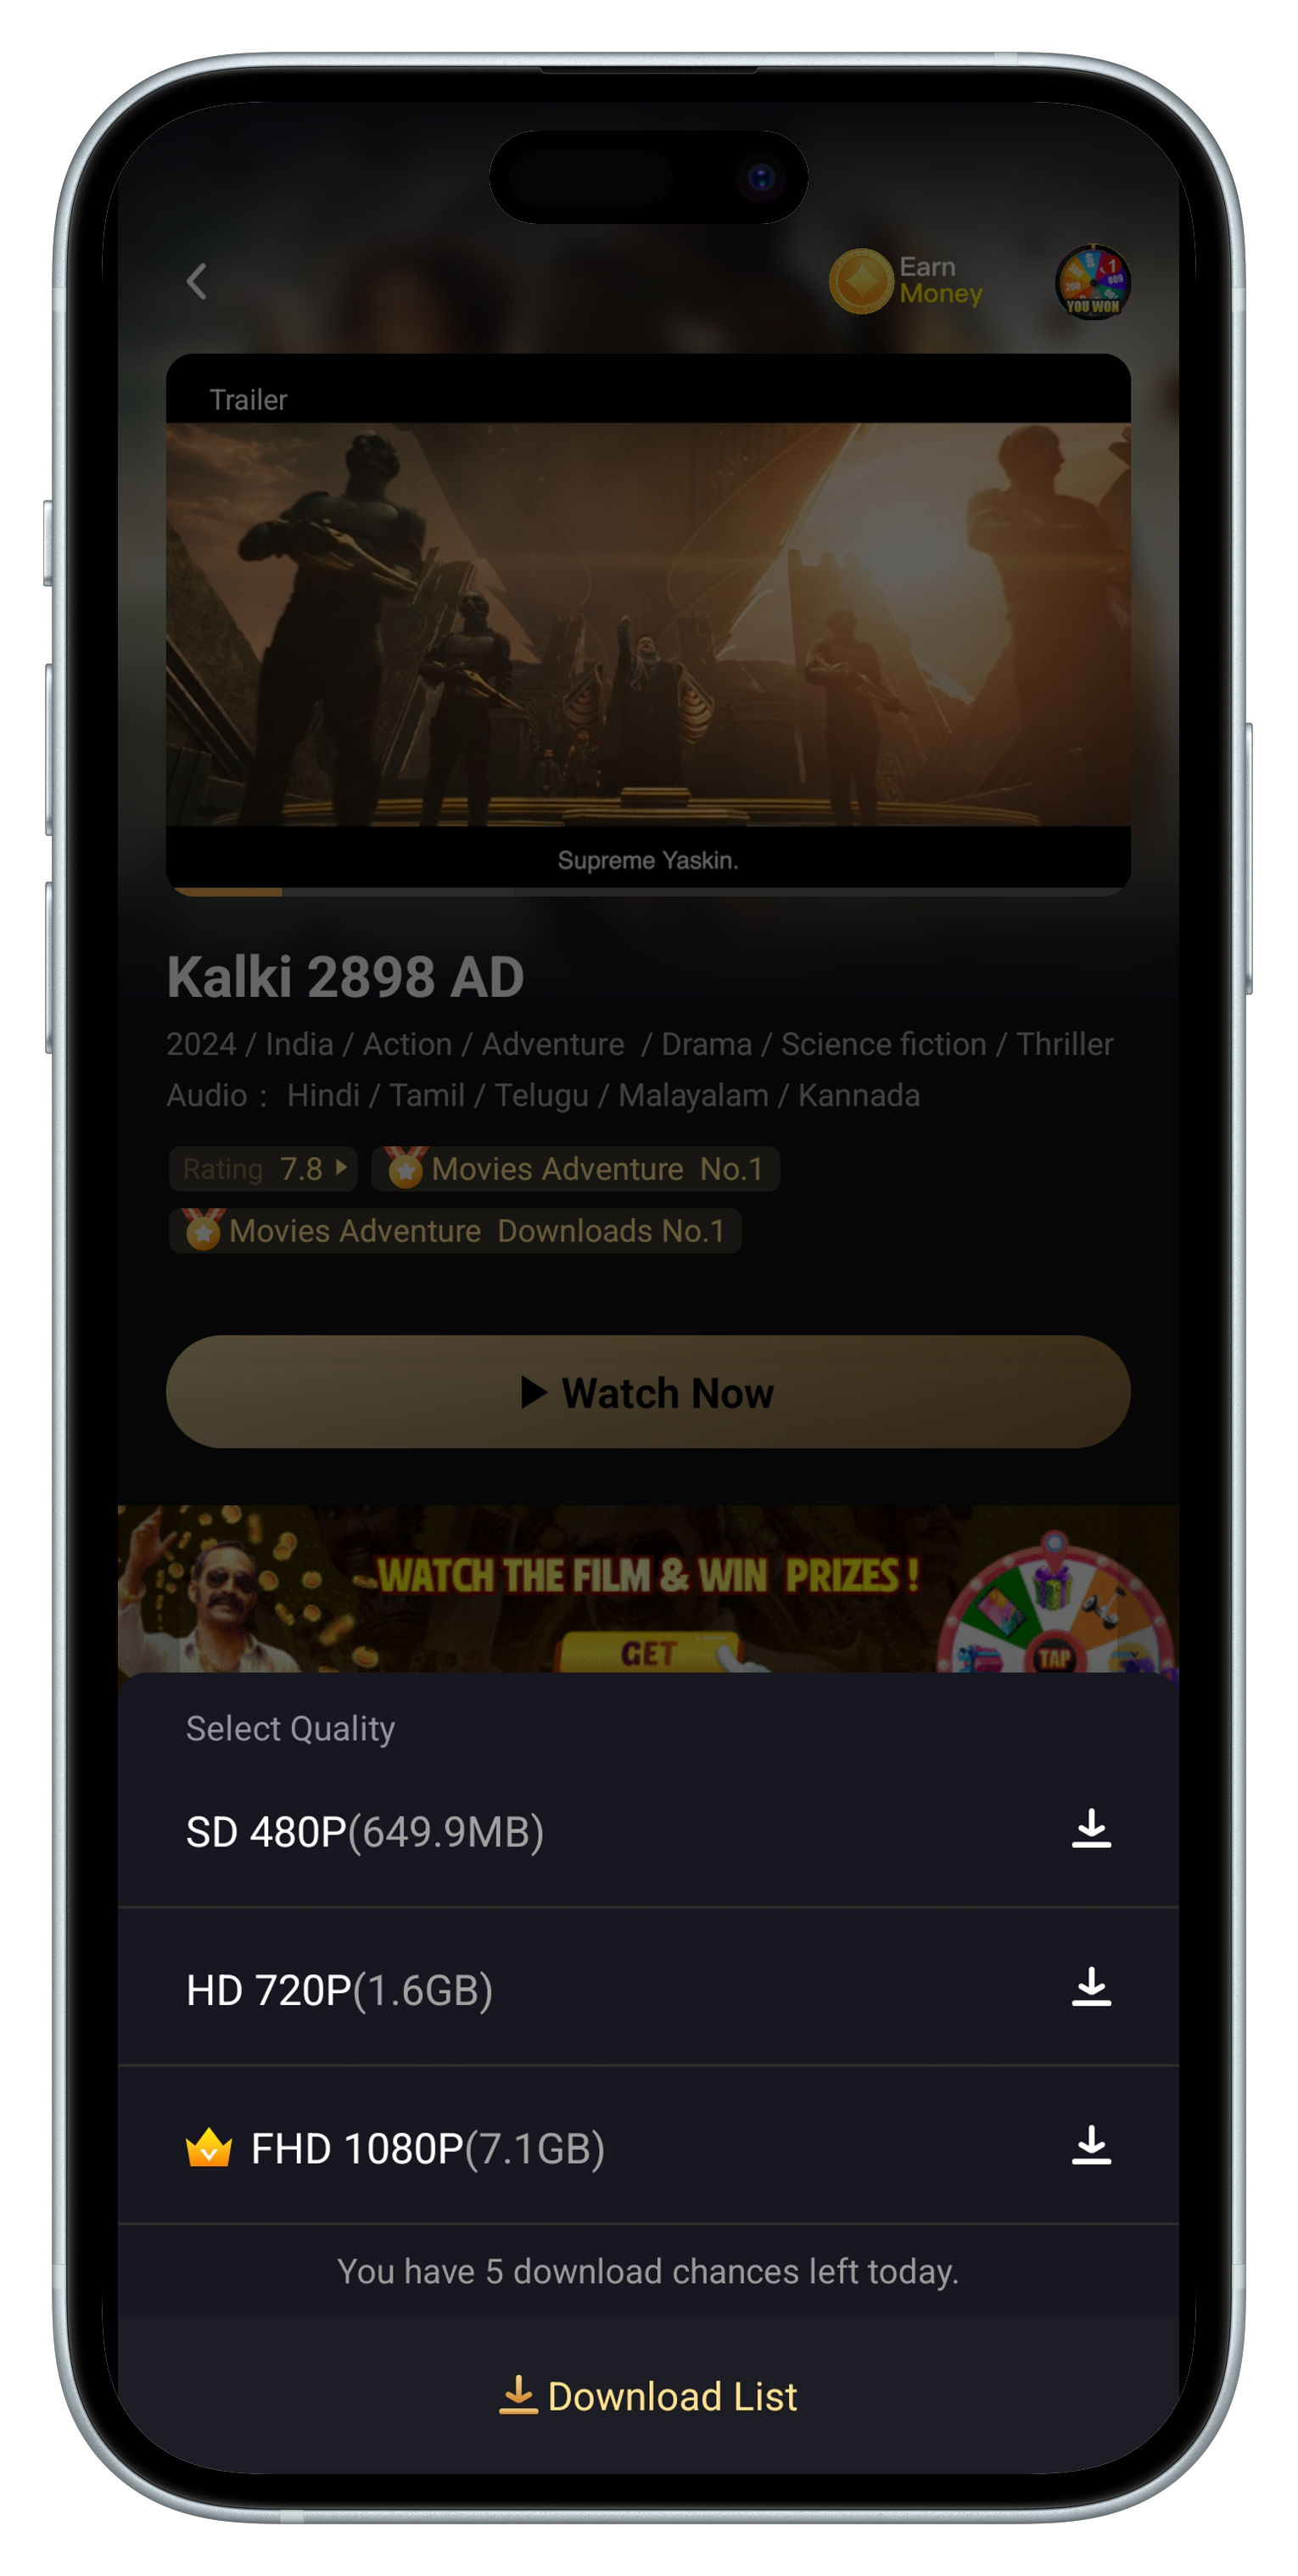 Earn
Money
YOU WON
Trailer
Supreme Yaskin.
Kalki 2898 AD
2024 / India / Action / Adventure / Drama / Science fiction / Thriller
Audio : Hindi / Tamil / Telugu / Malayalam / Kannada
Rating 7.8 Movies Adventure No.1
Movies Adventure Downloads No.1
Watch Now
WATCH THE FILM & WIN PRIZES !
GET
TAP
Select Quality
SD 480P(649.9MB)
HD 720P(1.6GB)
FHD 1080P(7.1GB)
You have 5 download chances left today.
Download List